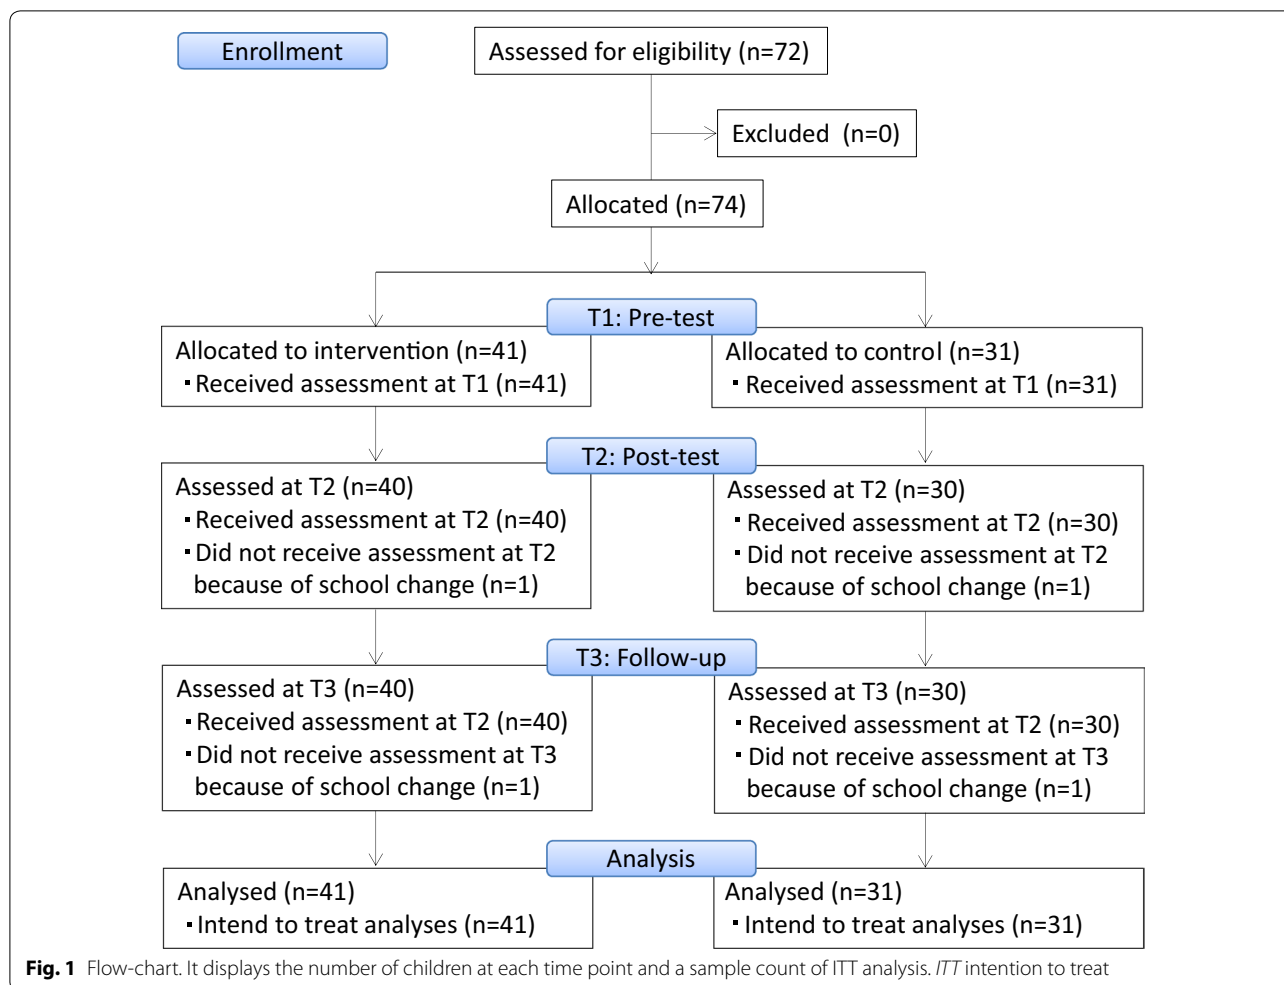 Enrollment
Assessed for eligibility (n=72)
Excluded (n=0)
Allocated (n=74)
T1: Pre-test
Allocated to intervention (n=41)
▪ Received assessment at T1 (n=41)
Allocated to control (n=31)
▪ Received assessment at T1 (n=31)
T2: Post-test
Assessed at T2 (n=40)
▪ Received assessment at T2 (n=40)
▪ Did not receive assessment at T2
because of school change (n=1)
Assessed at T2 (n=30)
▪ Received assessment at T2 (n=30)
▪ Did not receive assessment at T2
because of school change (n=1)
T3: Follow-up
Assessed at T3 (n=40)
▪ Received assessment at T2 (n=40)
▪ Did not receive assessment at T3
because of school change (n=1)
Assessed at T3 (n=30)
▪ Received assessment at T2 (n=30)
▪ Did not receive assessment at T3
because of school change (n=1)
Analysis
Analysed (n=41)
▪ Intend to treat analyses (n=41)
Analysed (n=31)
▪ Intend to treat analyses (n=31)
Fig. 1 Flow-chart. It displays the number of children at each time point and a sample count of ITT analysis. ITT intention to treat